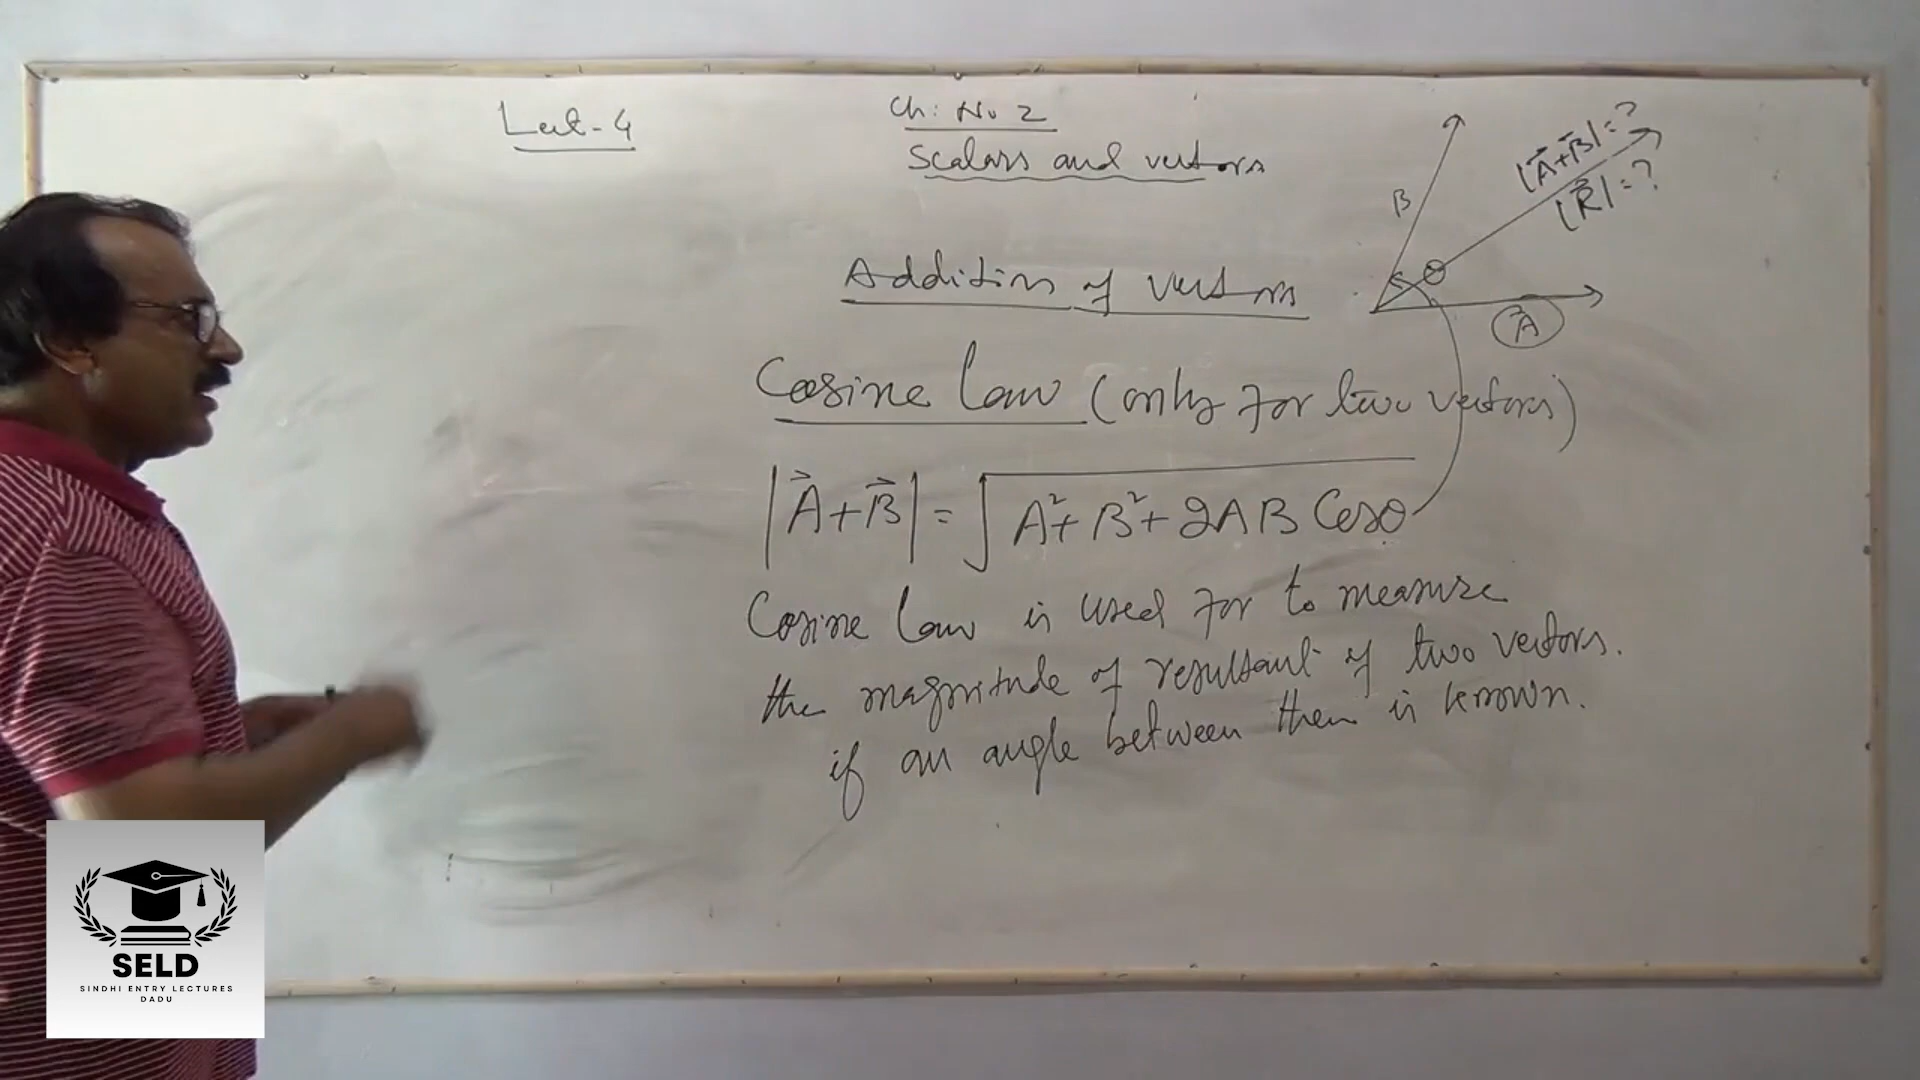 Lect-4
Ch: No 2
Scalars and vectors
B
|A⃗+B⃗|=?
|R⃗|=?
θ
A⃗
Addition of vectors
Cosine Law (only for two vectors)
|A⃗+B⃗| = √A²+B²+2AB Cosθ
Cosine Law is used for to measure
the magnitude of resultant of two vectors.
if an angle between them is known.
SELD
SINDHI ENTRY LECTURES
DADU